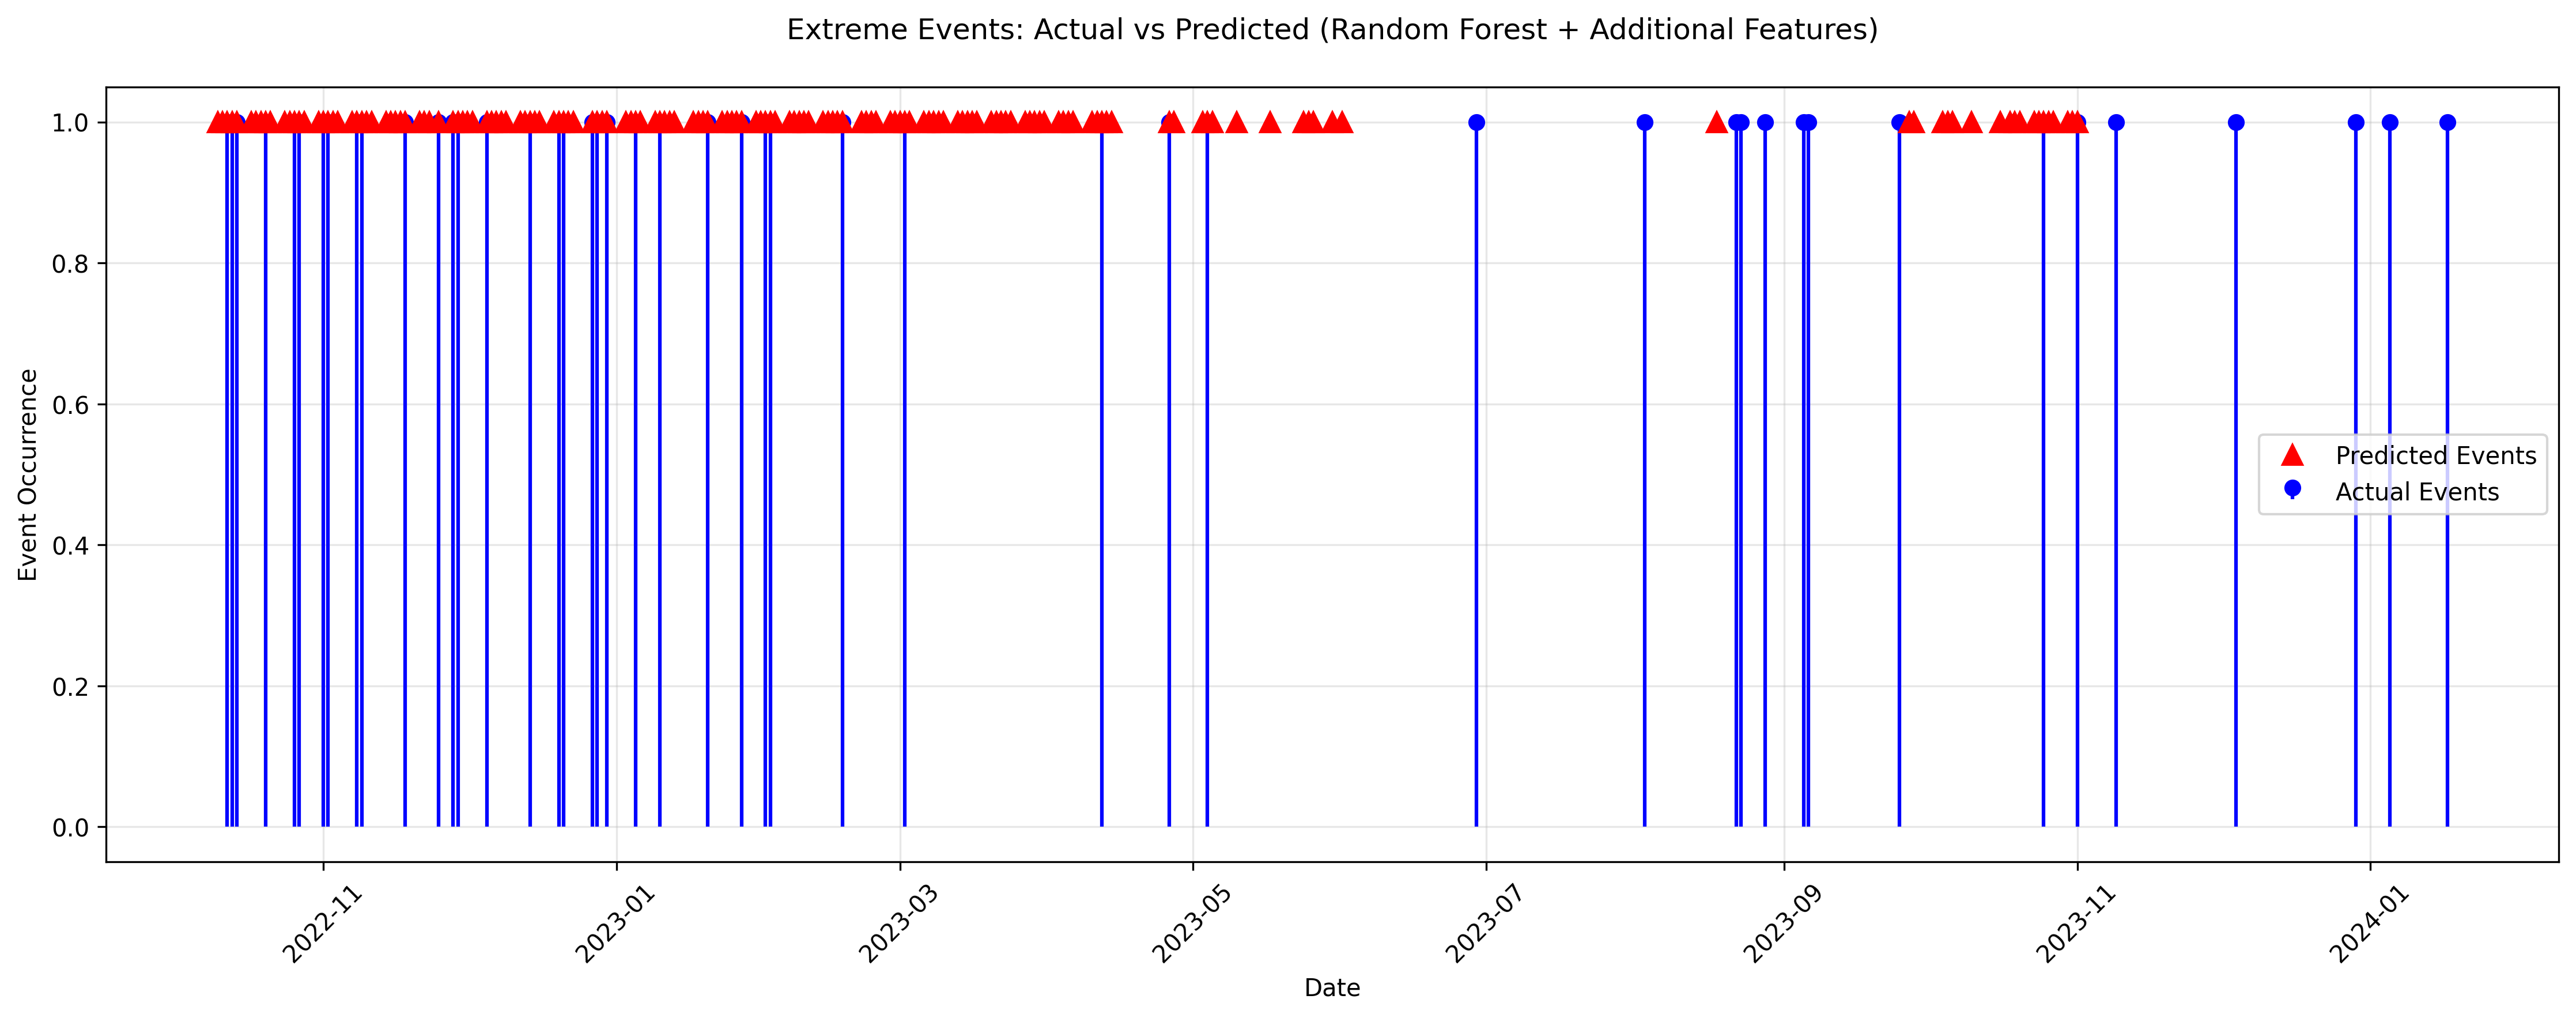 Extreme Events: Actual vs Predicted (Random Forest + Additional Features)
1.0
0.8
0.6
0.4
0.2
0.0
Event Occurrence
Predicted Events
Actual Events
2022-11
2023-01
2023-03
2023-05
2023-07
2023-09
2023-11
2024-01
Date